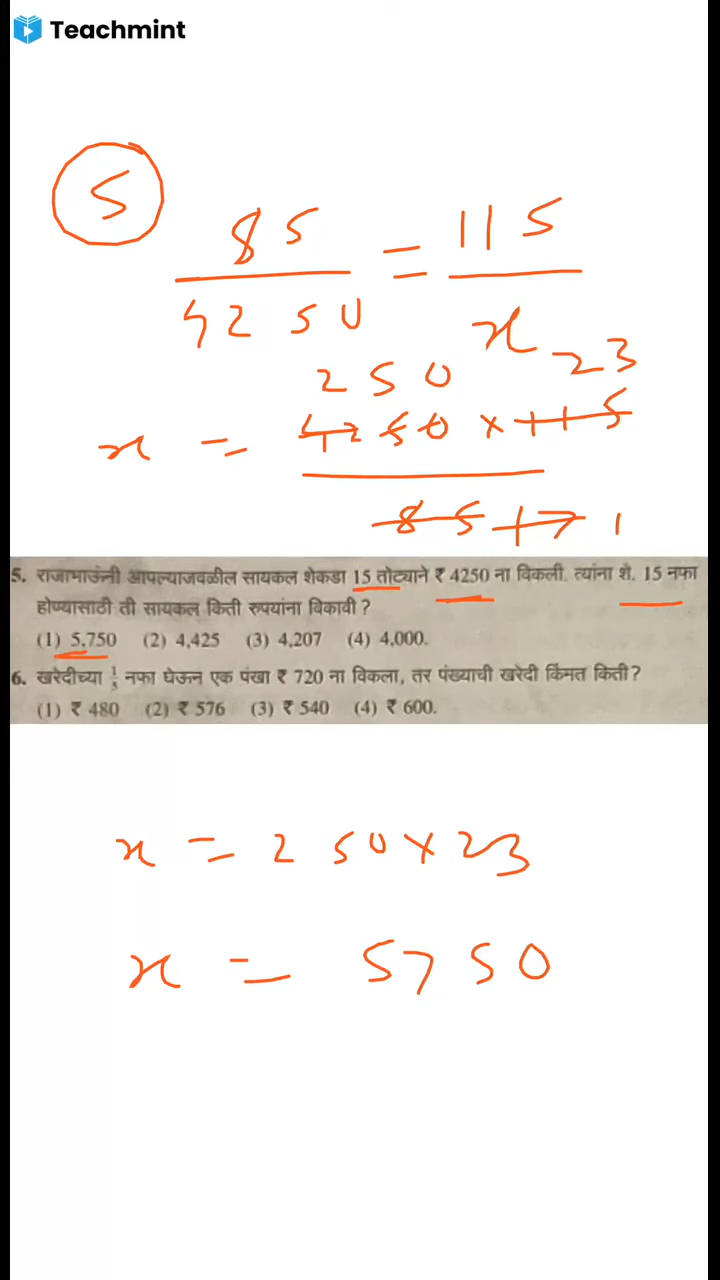 Teachmint
5
85 = 115
4250 x
250 23
x = 4250 × 115
85 17 1
5. राजाभाऊंनी आपल्याजवळील सायकल शेकडा 15 तोट्याने ₹ 4250 ना विकली. त्यांना शे. 15 नफा
होण्यासाठी ती सायकल किती रुपयांना विकावी ?
(1) 5,750 (2) 4,425 (3) 4,207 (4) 4,000.
6. खरेदीच्या 1/5 नफा घेऊन एक पंखा ₹ 720 ना विकला, तर पंख्याची खरेदी किंमत किती?
(1) ₹ 480 (2) ₹ 576 (3) ₹ 540 (4) ₹ 600.
x = 250 × 23
x = 5750